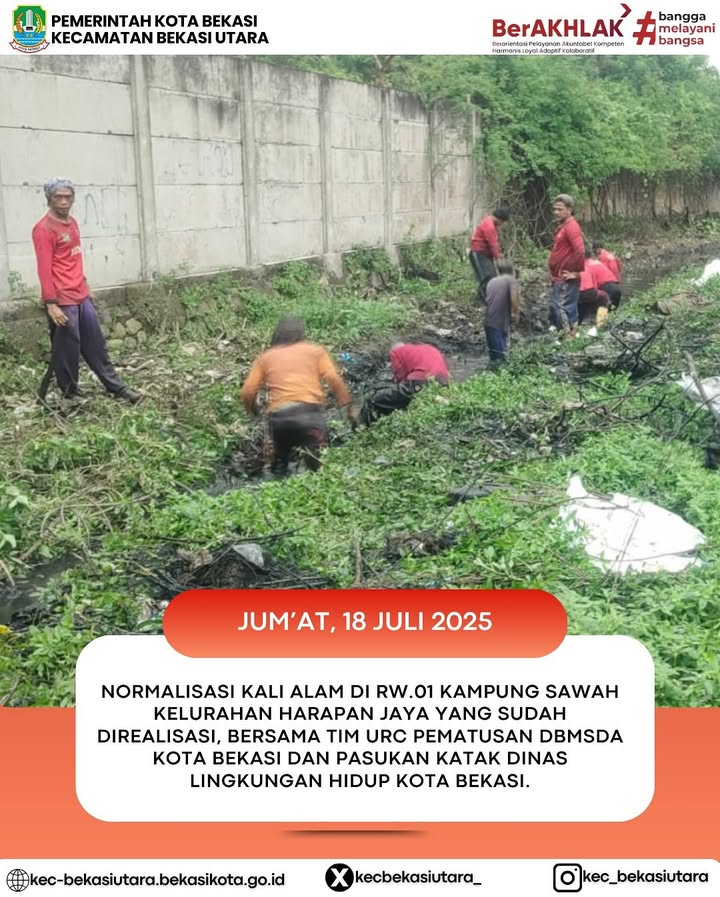 PEMERINTAH KOTA BEKASI
KECAMATAN BEKASI UTARA
BerAKHLAK
Berorientasi Pelayanan Akuntabel Kompeten
Harmonis Loyal Adaptif Kolaboratif
#bangga
melayani
bangsa
JUM'AT, 18 JULI 2025
NORMALISASI KALI ALAM DI RW.01 KAMPUNG SAWAH
KELURAHAN HARAPAN JAYA YANG SUDAH
DIREALISASI, BERSAMA TIM URC PEMATUSAN DBMSDA
KOTA BEKASI DAN PASUKAN KATAK DINAS
LINGKUNGAN HIDUP KOTA BEKASI.
kec-bekasiutara.bekasikota.go.id
kecbekasiutara_
kec_bekasiutara